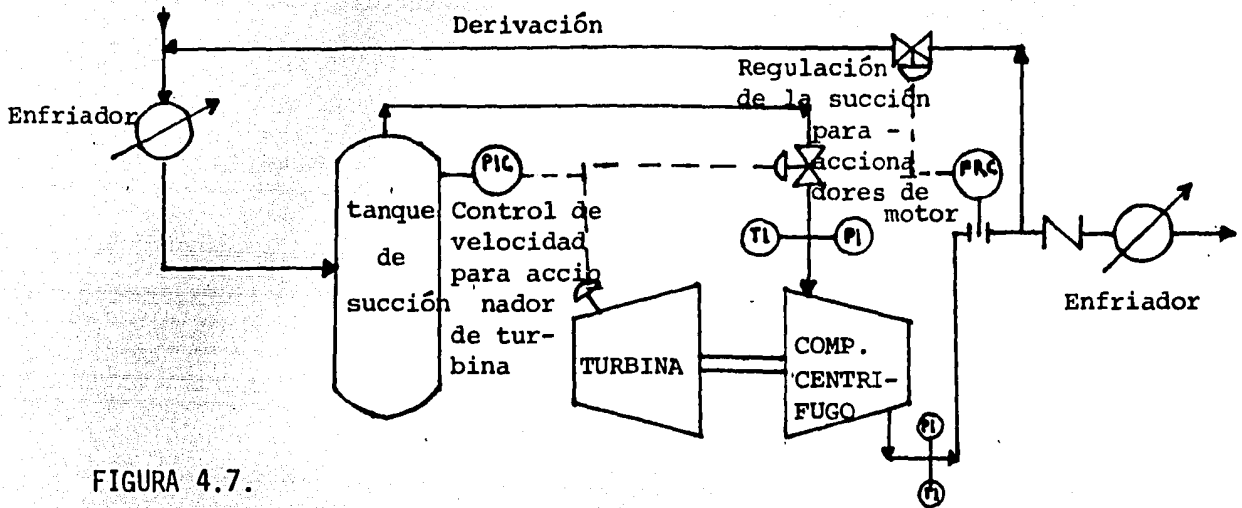 Derivación
Enfriador
Regulación
de la succión
para -
acciona
dores de
motor
PIC
FRC
tanque
de
succión
Control de
velocidad
para accio
nador
de tur-
bina
TI
PI
Enfriador
TURBINA
COMP.
CENTRI-
FUGO
PI
TI
FIGURA 4.7.